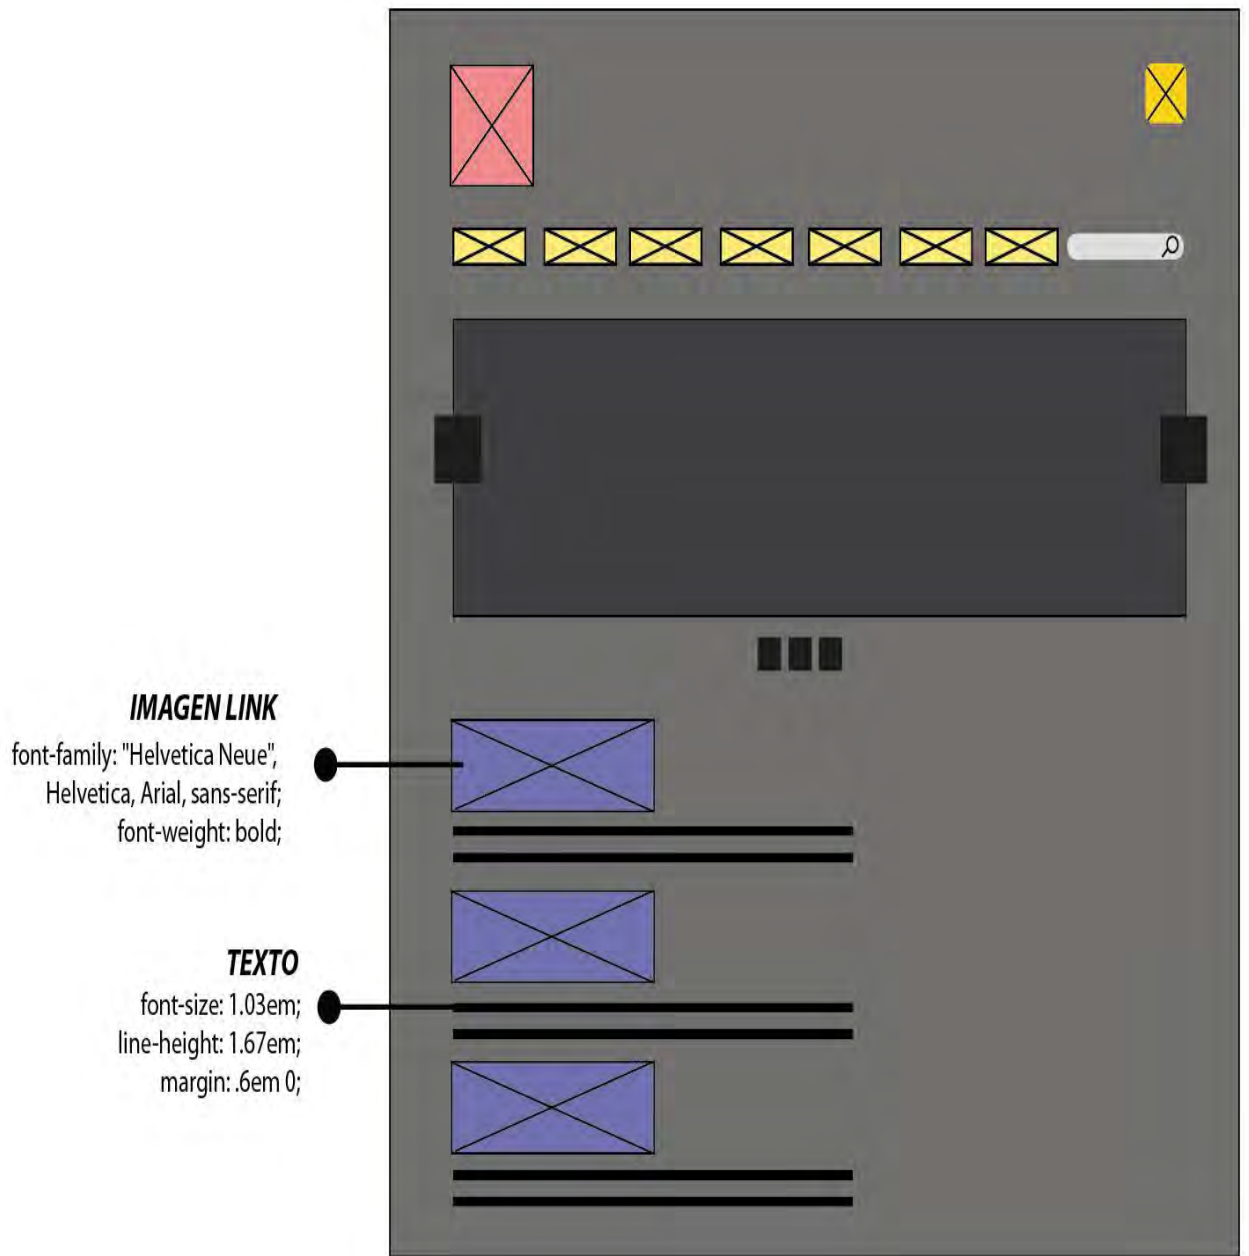 IMAGEN LINK
font-family: "Helvetica Neue",
Helvetica, Arial, sans-serif;
font-weight: bold;
TEXTO
font-size: 1.03em;
line-height: 1.67em;
margin: .6em 0;